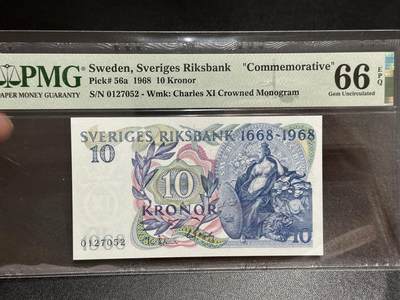 PMG
PAPER MONEY GUARANTY
Sweden, Sveriges Riksbank "Commemorative"
Pick# 56a 1968 10 Kronor
S/N 0127052 - Wmk: Charles XI Crowned Monogram
66 EPQ
Gem Uncirculated
SVERIGES RIKSBANK 1668-1968
10
10
KRONOR
0127052
10